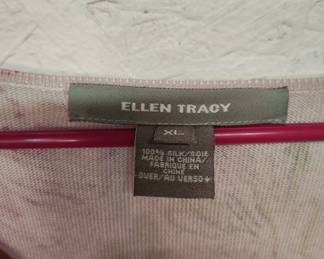 ELLEN TRACY
XL
100% SILK/SOIE
MADE IN CHINA/
FABRIQUE EN
CHINE
OVER/AU VERSO→